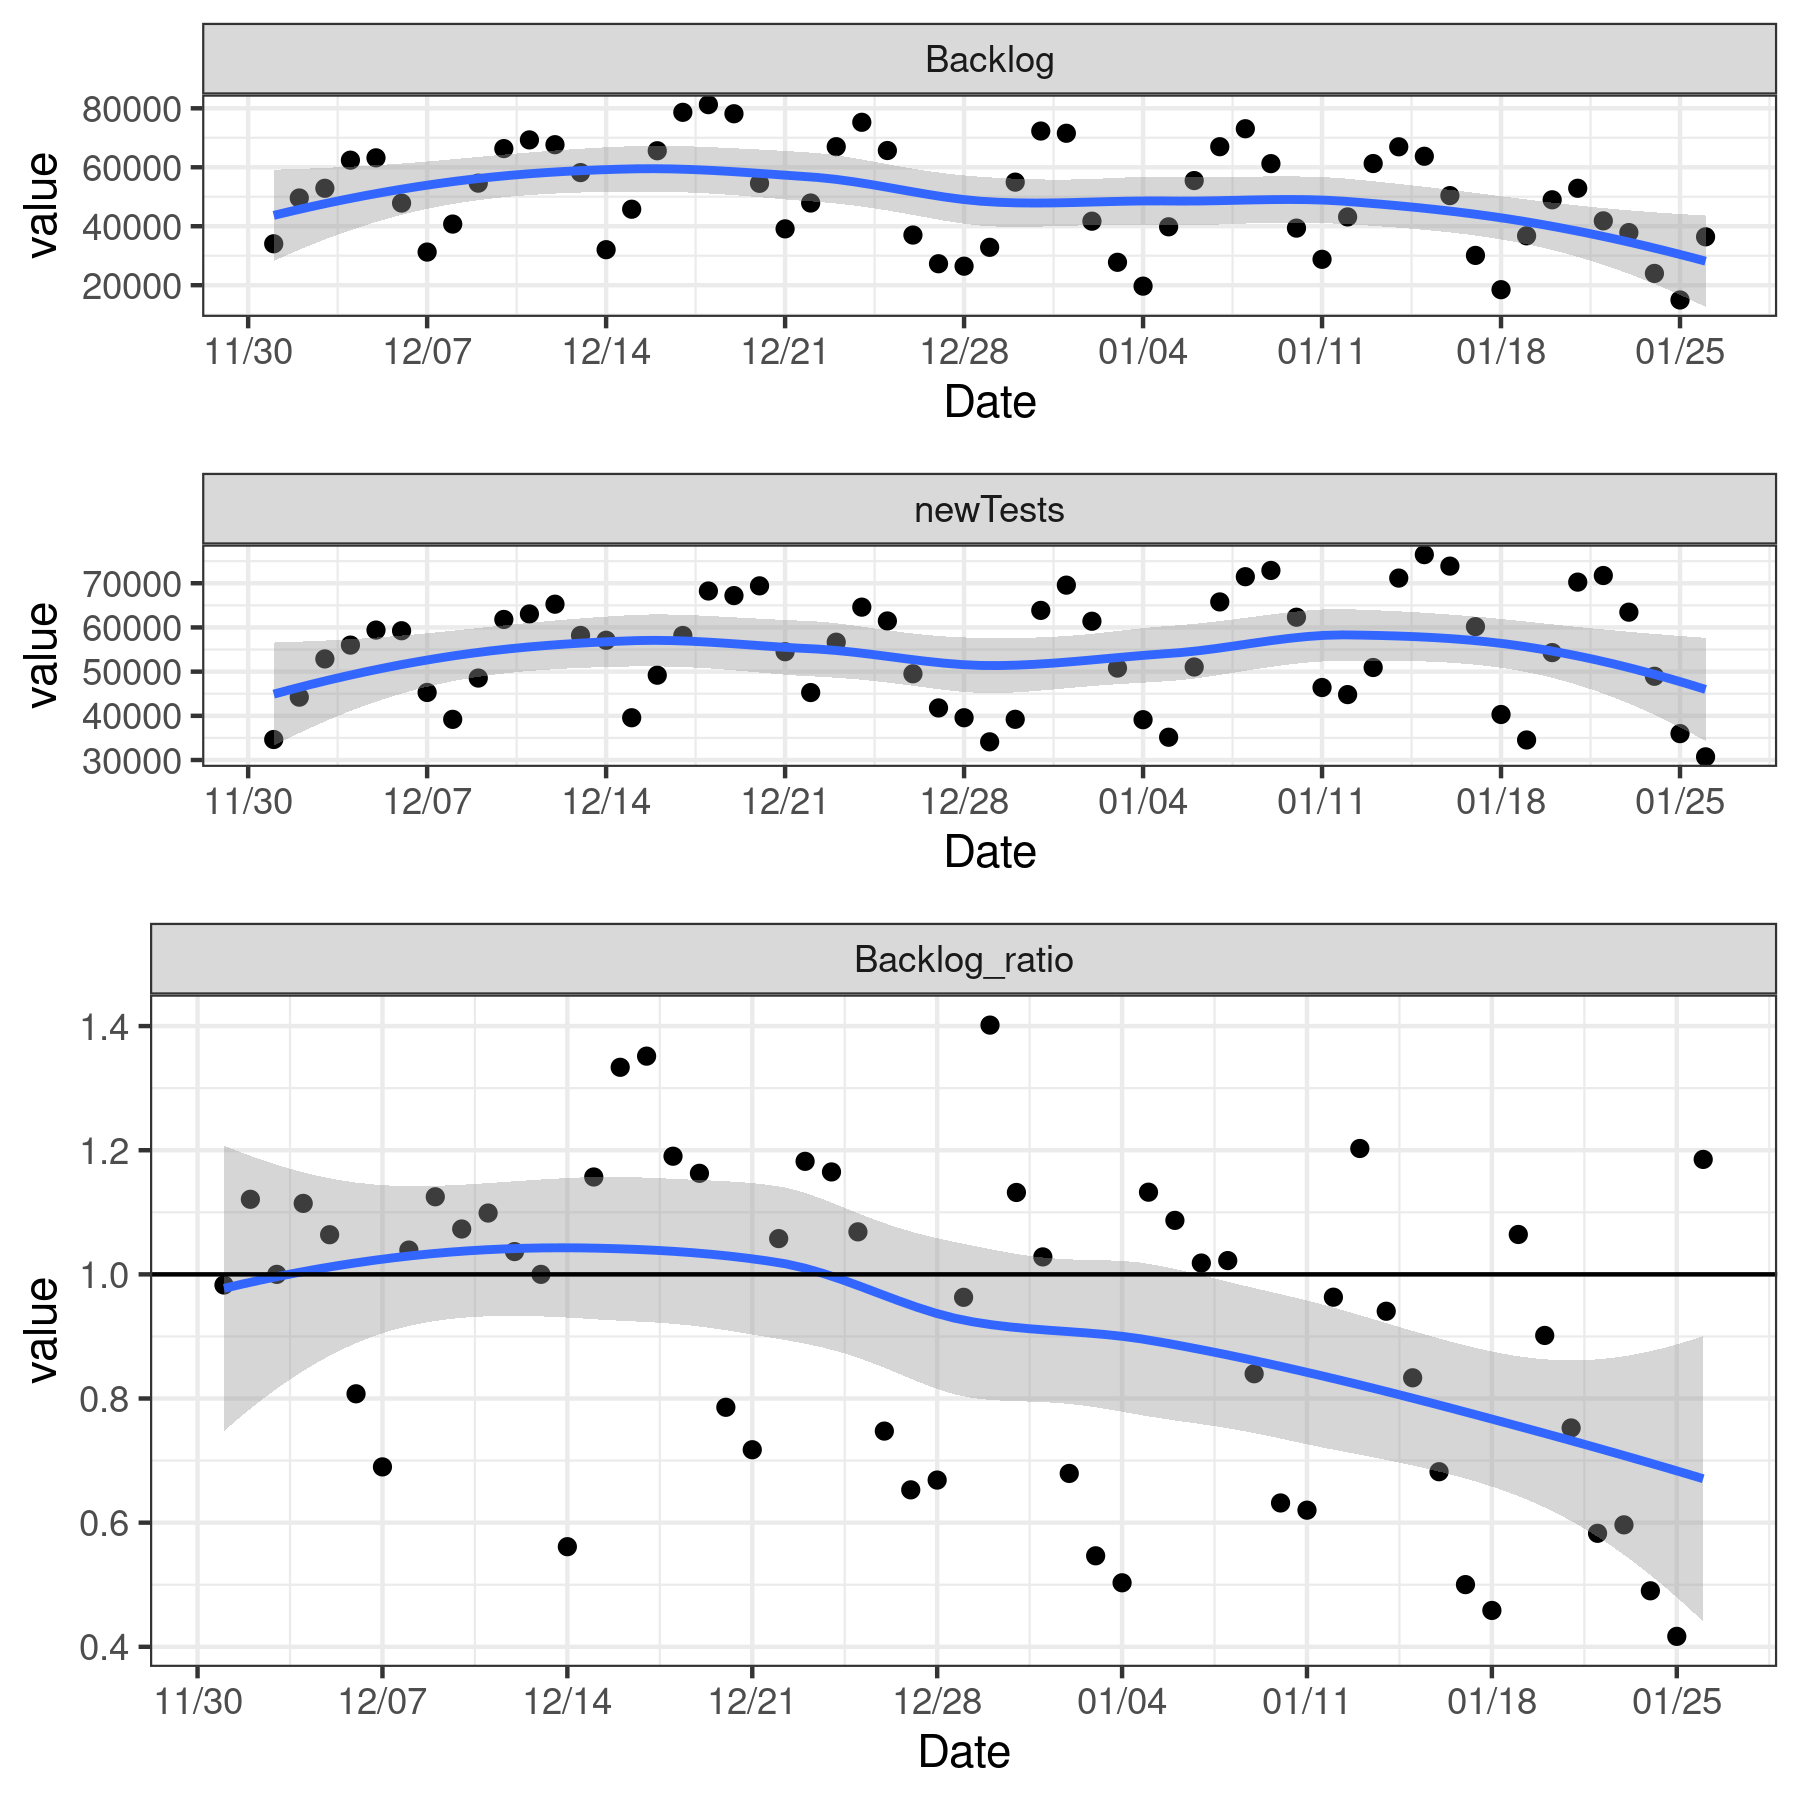 Backlog
value
80000
60000
40000
20000
11/30 12/07 12/14 12/21 12/28 01/04 01/11 01/18 01/25
Date
newTests
value
70000
60000
50000
40000
30000
11/30 12/07 12/14 12/21 12/28 01/04 01/11 01/18 01/25
Date
Backlog_ratio
value
1.4
1.2
1.0
0.8
0.6
0.4
11/30 12/07 12/14 12/21 12/28 01/04 01/11 01/18 01/25
Date